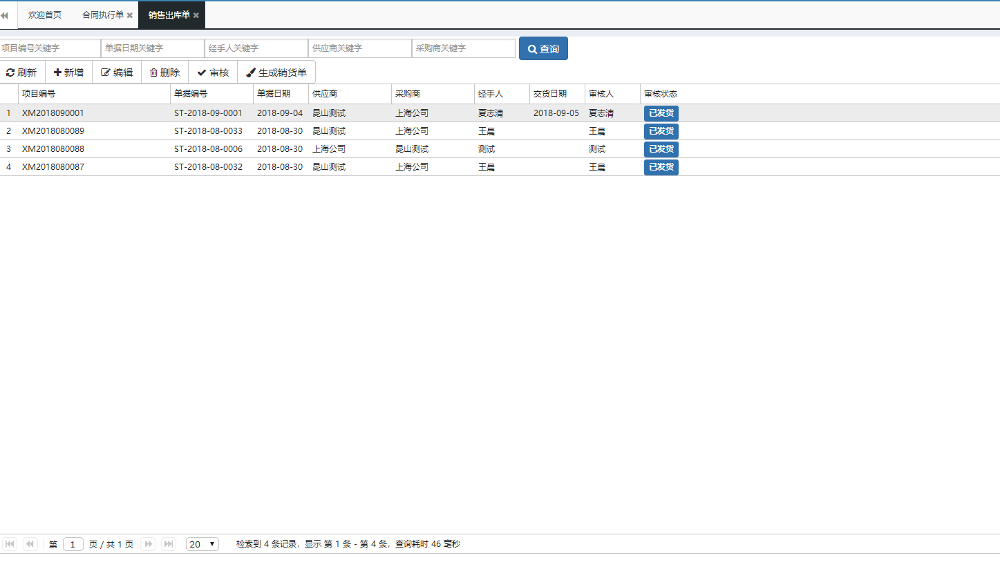 欢迎首页 合同执行单 销售出库单
项目编号关键字 单据日期关键字 经手人关键字 供应商关键字 采购商关键字 查询
刷新 新增 编辑 删除 审核 生成销货单
项目编号 单据编号 单据日期 供应商 采购商 经手人 交货日期 审核人 审核状态
1 XM2018090001 ST-2018-09-0001 2018-09-04 昆山测试 上海公司 夏志清 2018-09-05 夏志清 已发货
2 XM2018080089 ST-2018-08-0033 2018-08-30 昆山测试 上海公司 王晨 王晨 已发货
3 XM2018080088 ST-2018-08-0006 2018-08-30 上海公司 昆山测试 测试 测试 已发货
4 XM2018080087 ST-2018-08-0032 2018-08-30 昆山测试 上海公司 王晨 王晨 已发货
第 1 页 / 共 1 页 20 检索到 4 条记录，显示 第 1 条 - 第 4 条，查询耗时 46 毫秒